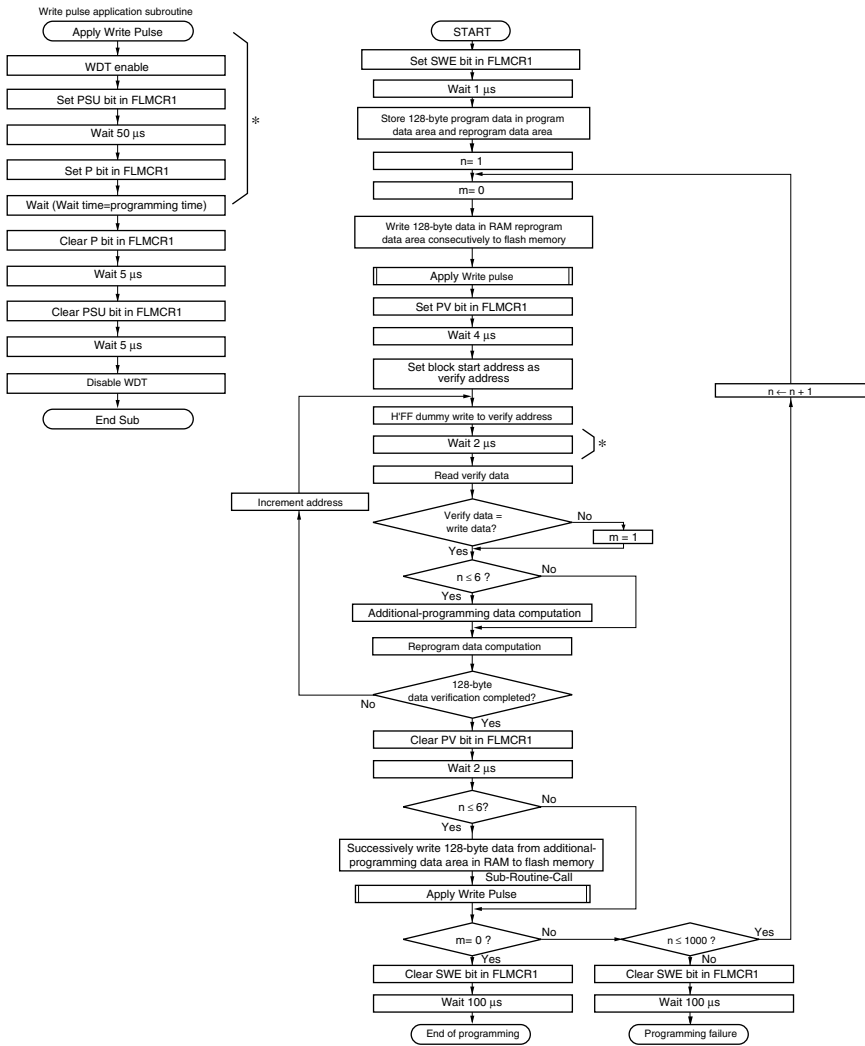 Write pulse application subroutine
Apply Write Pulse
WDT enable
Set PSU bit in FLMCR1
Wait 50 μs
Set P bit in FLMCR1
Wait (Wait time=programming time)
Clear P bit in FLMCR1
Wait 5 μs
Clear PSU bit in FLMCR1
Wait 5 μs
Disable WDT
End Sub
*
START
Set SWE bit in FLMCR1
Wait 1 μs
Store 128-byte program data in program
data area and reprogram data area
n= 1
m= 0
Write 128-byte data in RAM reprogram
data area consecutively to flash memory
Apply Write pulse
Set PV bit in FLMCR1
Wait 4 μs
Set block start address as
verify address
n ← n + 1
H'FF dummy write to verify address
Wait 2 μs
*
Read verify data
Increment address
Verify data =
write data?
No
m = 1
Yes
n ≤ 6 ?
No
Yes
Additional-programming data computation
Reprogram data computation
128-byte
data verification completed?
No
Yes
Clear PV bit in FLMCR1
Wait 2 μs
n ≤ 6?
No
Yes
Successively write 128-byte data from additional-
programming data area in RAM to flash memory
Sub-Routine-Call
Apply Write Pulse
m= 0 ?
No
n ≤ 1000 ?
Yes
Yes
No
Clear SWE bit in FLMCR1
Clear SWE bit in FLMCR1
Wait 100 μs
Wait 100 μs
End of programming
Programming failure